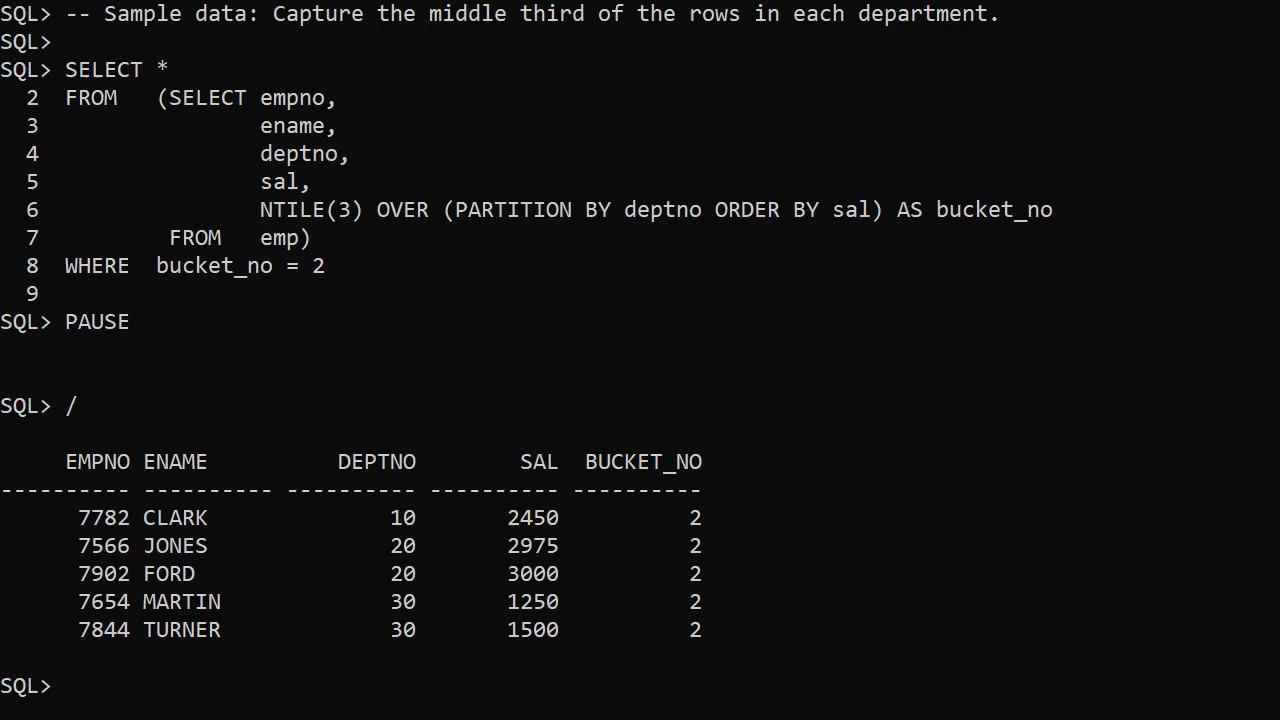 SQL> -- Sample data: Capture the middle third of the rows in each department.
SQL>
SQL> SELECT *
  2  FROM   (SELECT empno,
  3                 ename,
  4                 deptno,
  5                 sal,
  6                 NTILE(3) OVER (PARTITION BY deptno ORDER BY sal) AS bucket_no
  7          FROM   emp)
  8  WHERE  bucket_no = 2
  9
SQL> PAUSE
SQL> /
     EMPNO ENAME          DEPTNO        SAL  BUCKET_NO
---------- ---------- ---------- ---------- ----------
      7782 CLARK              10       2450          2
      7566 JONES              20       2975          2
      7902 FORD               20       3000          2
      7654 MARTIN             30       1250          2
      7844 TURNER             30       1500          2
SQL>